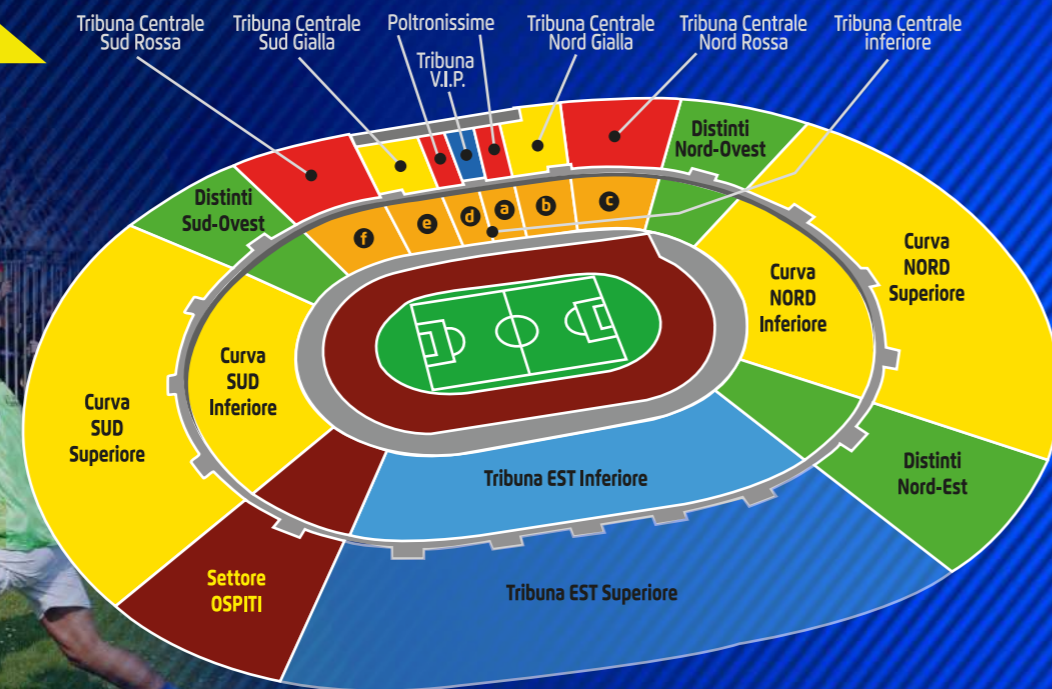 Tribuna Centrale
Sud Rossa
Tribuna Centrale
Sud Gialla
Poltronissime
Tribuna
V.I.P.
Tribuna Centrale
Nord Gialla
Tribuna Centrale
Nord Rossa
Tribuna Centrale
inferiore
Distinti
Nord-Ovest
Distinti
Sud-Ovest
f
e
d
a
b
c
Curva
NORD
Superiore
Curva
NORD
Inferiore
Curva
SUD
Inferiore
Curva
SUD
Superiore
Tribuna EST Inferiore
Distinti
Nord-Est
Settore
OSPITI
Tribuna EST Superiore